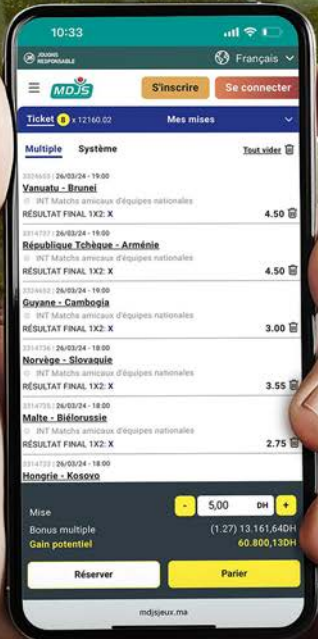 10:33
JOUONS
RESPONSABLE
Français
MDJS
S'inscrire
Se connecter
Ticket 8 x 12160.02
Mes mises
Multiple Système
Tout vider
26/03/24 - 19:00
Vanuatu - Brunei
INT Matchs amicaux d'équipes nationales
RÉSULTAT FINAL 1X2: X 4.50
26/03/24 - 19:00
République Tchèque - Arménie
INT Matchs amicaux d'équipes nationales
RÉSULTAT FINAL 1X2: X 4.50
26/03/24 - 19:00
Guyane - Cambogia
INT Matchs amicaux d'équipes nationales
RÉSULTAT FINAL 1X2: X 3.00
26/03/24 - 18:00
Norvège - Slovaquie
INT Matchs amicaux d'équipes nationales
RÉSULTAT FINAL 1X2: X 3.55
26/03/24 - 18:00
Malte - Biélorussie
INT Matchs amicaux d'équipes nationales
RÉSULTAT FINAL 1X2: X 2.75
26/03/24 - 18:00
Hongrie - Kosovo
Mise - 5,00 DH +
Bonus multiple (1.27) 13.161,64DH
Gain potentiel 60.800,13DH
Réserver
Parier
mdjsjeux.ma